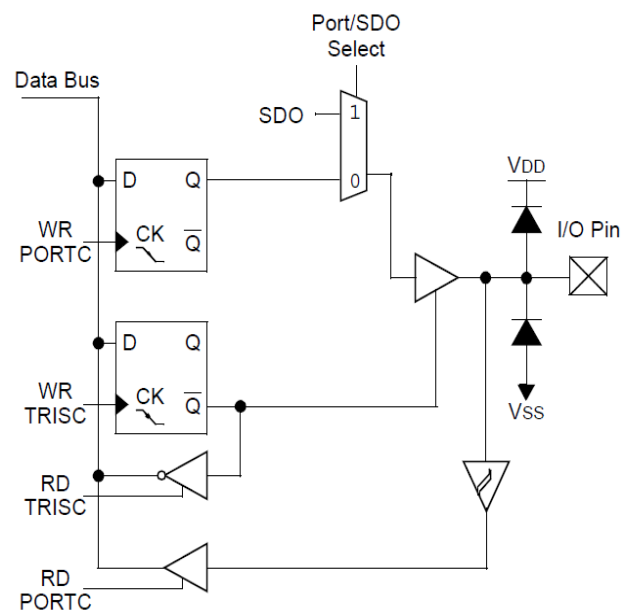 Port/SDO
Select
Data Bus
SDO
1
0
D
Q
WR
PORTC
CK
Q̅
VDD
I/O Pin
D
Q
WR
TRISC
CK
Q̅
VSS
RD
TRISC
RD
PORTC